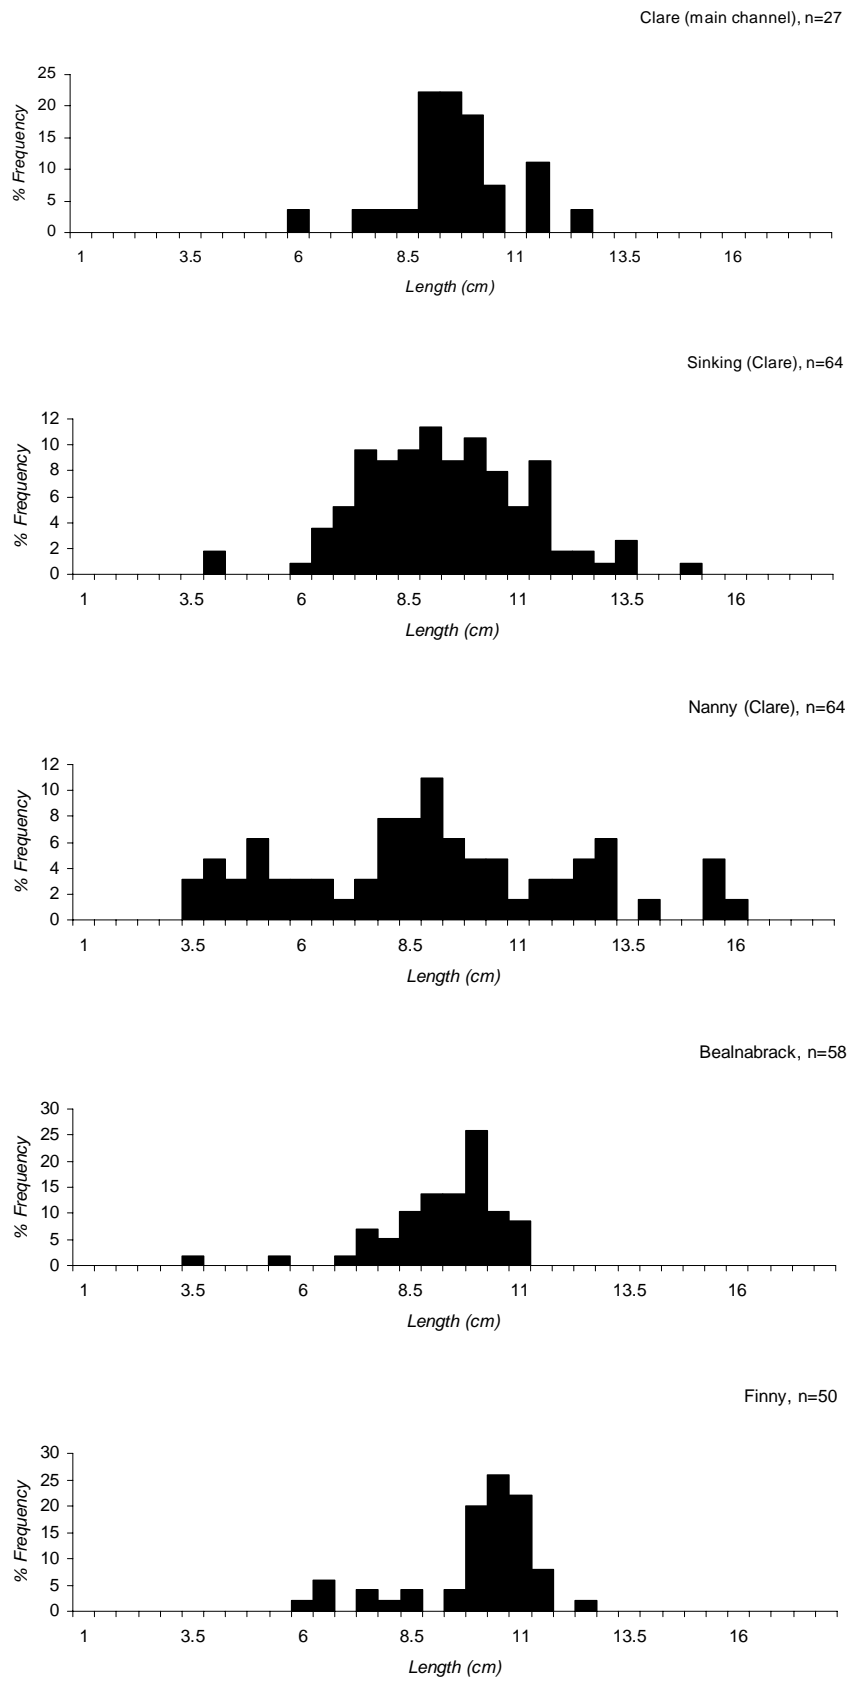 Clare (main channel), n=27
25
20
15
10
5
0
% Frequency
1 3.5 6 8.5 11 13.5 16
Length (cm)
Sinking (Clare), n=64
12
10
8
6
4
2
0
% Frequency
1 3.5 6 8.5 11 13.5 16
Length (cm)
Nanny (Clare), n=64
12
10
8
6
4
2
0
% Frequency
1 3.5 6 8.5 11 13.5 16
Length (cm)
Bealnabrack, n=58
30
25
20
15
10
5
0
% Frequency
1 3.5 6 8.5 11 13.5 16
Length (cm)
Finny, n=50
30
25
20
15
10
5
0
% Frequency
1 3.5 6 8.5 11 13.5 16
Length (cm)